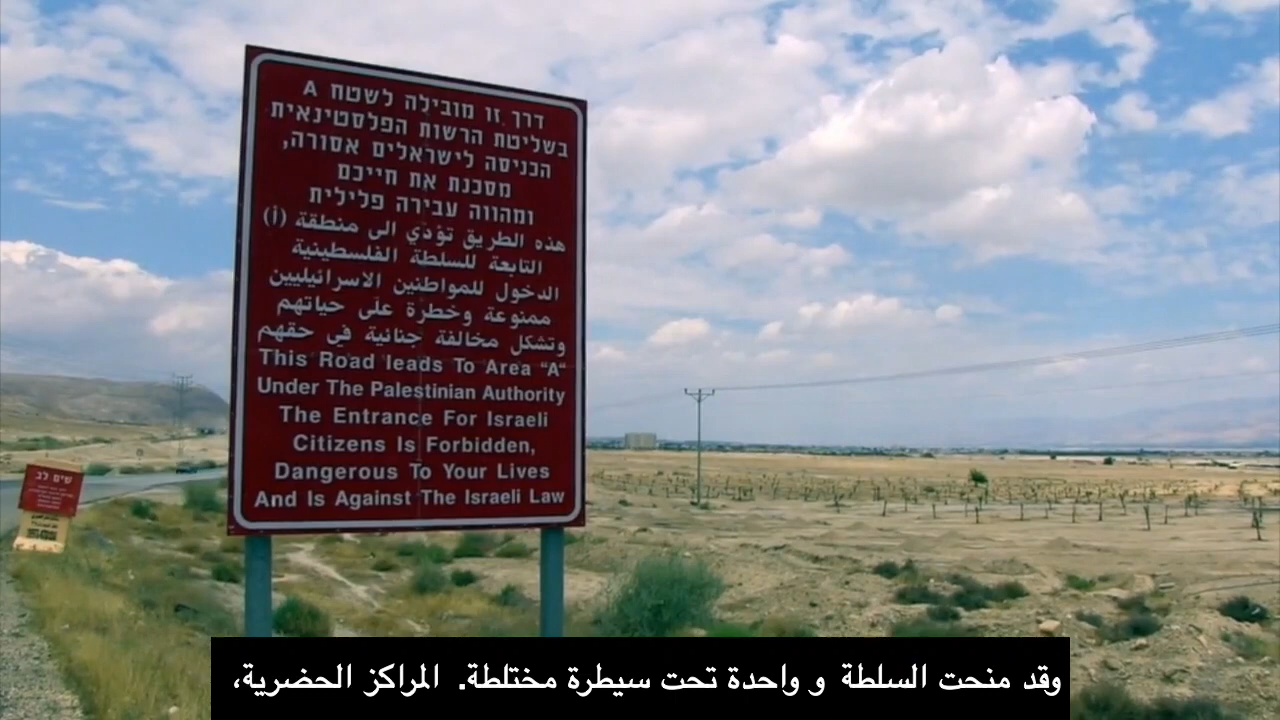 דרך זו מובילה לשטח A
בשליטת הרשות הפלסטינאית
הכניסה לישראלים אסורה,
מסכנת את חייכם
ומהווה עבירה פלילית
هذه الطريق تؤدي الى منطقة (أ)
التابعة للسلطة الفلسطينية
الدخول للمواطنين الاسرائيليين
ممنوعة وخطرة على حياتهم
وتشكل مخالفة جنائية في حقهم
This Road leads To Area "A"
Under The Palestinian Authority
The Entrance For Israeli
Citizens Is Forbidden,
Dangerous To Your Lives
And Is Against The Israeli Law
שים לב
وقد منحت السلطة و واحدة تحت سيطرة مختلطة. المراكز الحضرية،